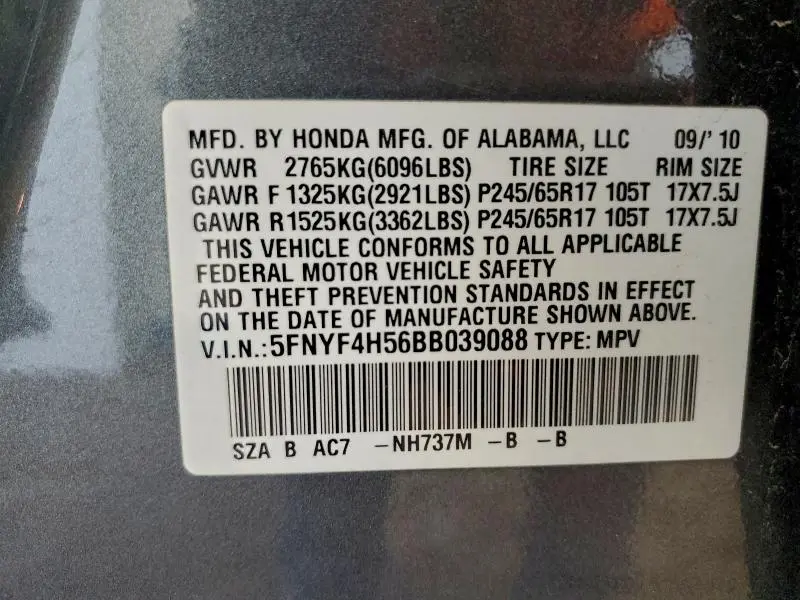 MFD. BY HONDA MFG. OF ALABAMA, LLC 09/' 10
GVWR 2765KG(6096LBS) TIRE SIZE RIM SIZE
GAWR F 1325KG(2921LBS) P245/65R17 105T 17X7.5J
GAWR R 1525KG(3362LBS) P245/65R17 105T 17X7.5J
THIS VEHICLE CONFORMS TO ALL APPLICABLE
FEDERAL MOTOR VEHICLE SAFETY
AND THEFT PREVENTION STANDARDS IN EFFECT
ON THE DATE OF MANUFACTURE SHOWN ABOVE.
V.I.N.:5FNYF4H56BB039088 TYPE: MPV
SZA B AC7 -NH737M -B -B